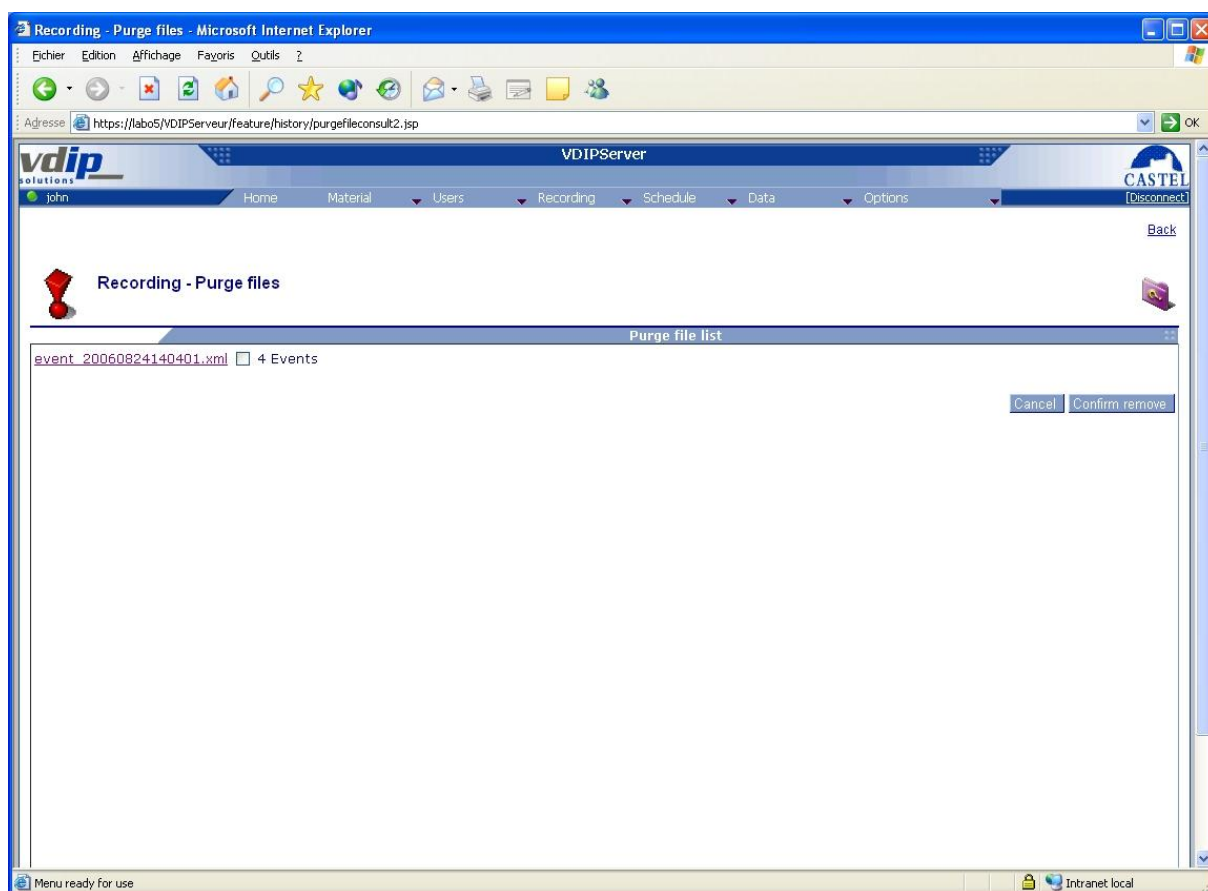 Recording - Purge files - Microsoft Internet Explorer
Fichier Edition Affichage Favoris Outils ?
Adresse https://labo5/VDIPServeur/feature/history/purgefileconsult2.jsp OK
vdip
solutions
VDIPServer
CASTEL
john Home Material Users Recording Schedule Data Options [Disconnect]
Back
Recording - Purge files
Purge file list
event_20060824140401.xml 4 Events
Cancel Confirm remove
Menu ready for use Intranet local